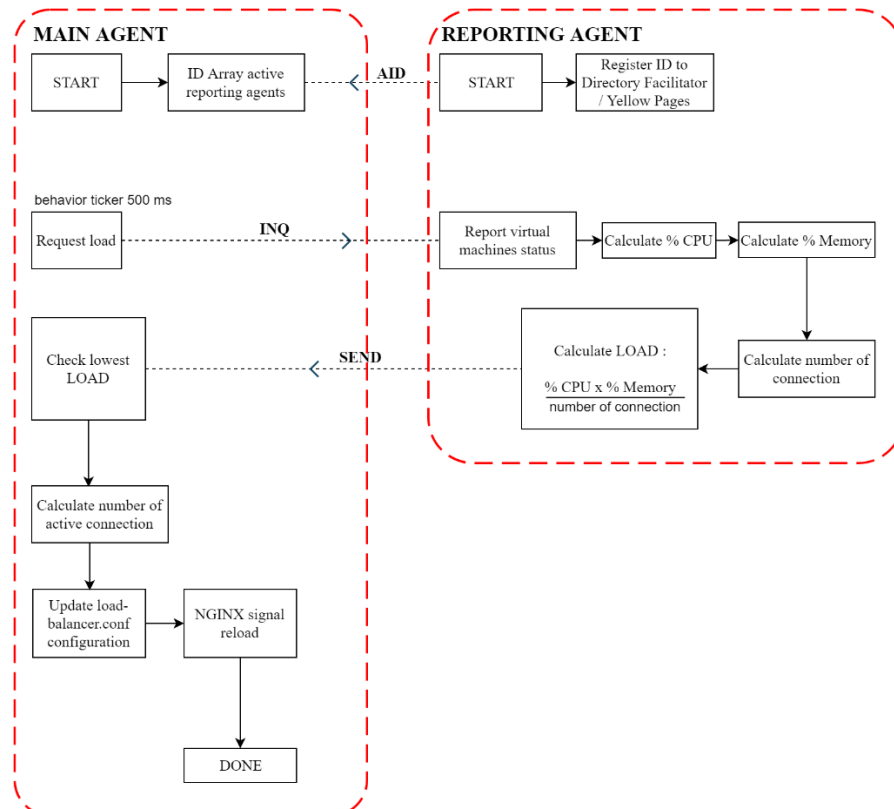 MAIN AGENT
START
ID Array active
reporting agents
AID
REPORTING AGENT
START
Register ID to
Directory Facilitator
/ Yellow Pages
behavior ticker 500 ms
Request load
INQ
Report virtual
machines status
Calculate % CPU
Calculate % Memory
Calculate number of
connection
Calculate LOAD :
% CPU x % Memory
number of connection
SEND
Check lowest
LOAD
Calculate number of
active connection
Update load-
balancer.conf
configuration
NGINX signal
reload
DONE